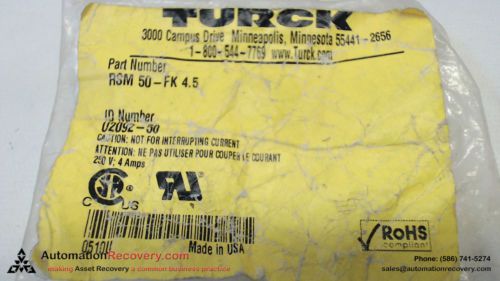 TURCK
3000 Campus Drive Minneapolis, Minnesota 55441-2656
1-800-544-7769 www.Turck.com
Part Number
RSM 50-FK 4.5
ID Number
U2092-50
CAUTION: NOT FOR INTERRUPTING CURRENT
ATTENTION: NE PAS UTILISER POUR COUPER LE COURANT
250 V: 4 Amps
C US
0510U
Made in USA
RoHS
compliant
AutomationRecovery.com
making Asset Recovery a common business practice
Phone: (586) 741-5274
sales@automationrecovery.com